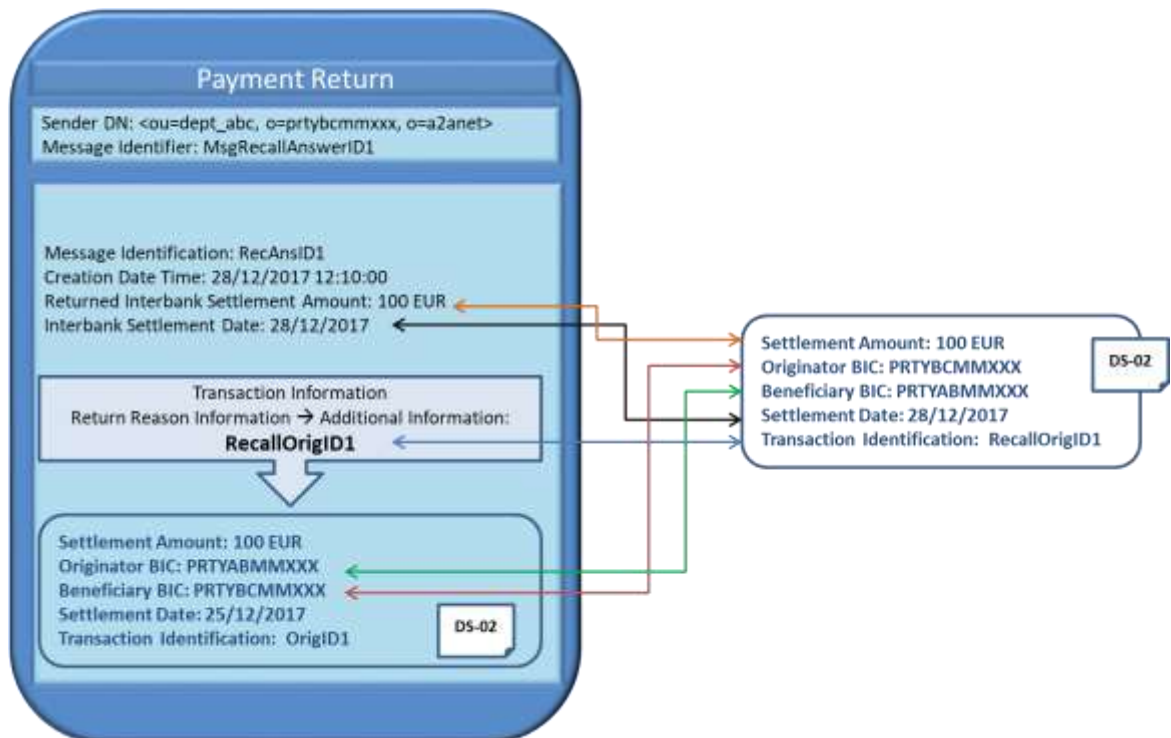 Payment Return
Sender DN: <ou=dept_abc, o=prtybcmmxxx, o=a2anet>
Message Identifier: MsgRecallAnswerID1
Message Identification: RecAnsID1
Creation Date Time: 28/12/2017 12:10:00
Returned Interbank Settlement Amount: 100 EUR
Interbank Settlement Date: 28/12/2017
Transaction Information
Return Reason Information → Additional Information:
RecallOrigID1
Settlement Amount: 100 EUR
Originator BIC: PRTYABMMXXX
Beneficiary BIC: PRTYBCMMXXX
Settlement Date: 25/12/2017
Transaction Identification: OrigID1
DS-02
Settlement Amount: 100 EUR
Originator BIC: PRTYBCMMXXX
Beneficiary BIC: PRTYABMMXXX
Settlement Date: 28/12/2017
Transaction Identification: RecallOrigID1
DS-02